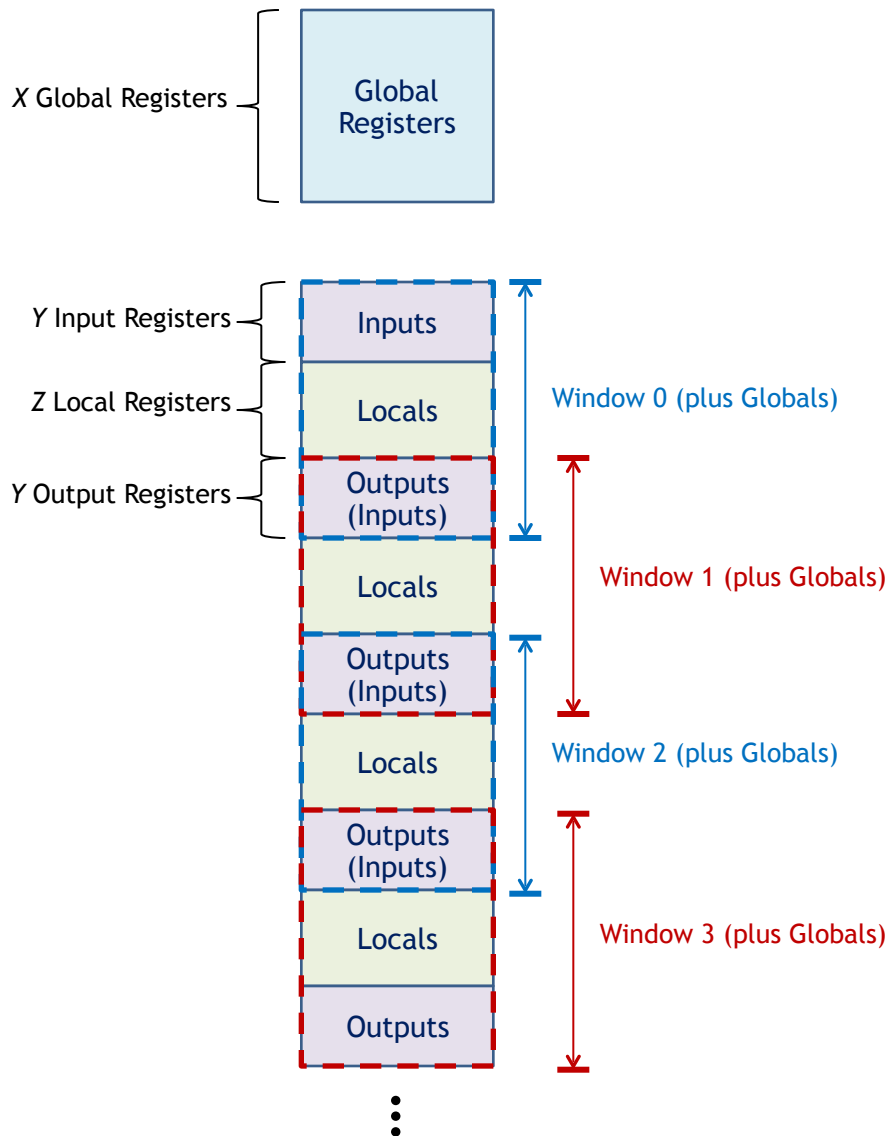 X Global Registers
Global
Registers
Y Input Registers
Inputs
Z Local Registers
Locals
Window 0 (plus Globals)
Y Output Registers
Outputs
(Inputs)
Locals
Window 1 (plus Globals)
Outputs
(Inputs)
Locals
Window 2 (plus Globals)
Outputs
(Inputs)
Locals
Window 3 (plus Globals)
Outputs